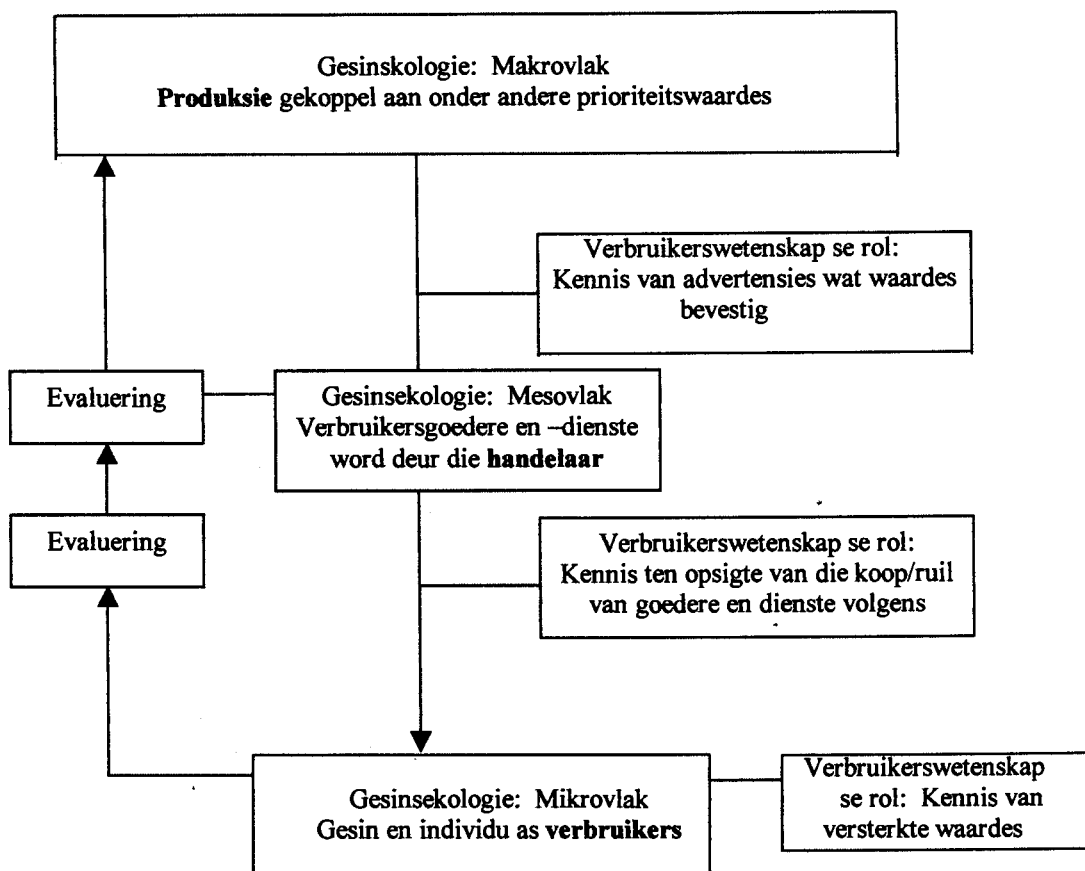 Gesinskologie: Makrovlak
Produksie gekoppel aan onder andere prioriteitswaardes
Verbruikerswetenskap se rol:
Kennis van advertensies wat waardes
bevestig
Evaluering
Gesinsekologie: Mesovlak
Verbruikersgoedere en –dienste
word deur die handelaar
Evaluering
Verbruikerswetenskap se rol:
Kennis ten opsigte van die koop/ruil
van goedere en dienste volgens
Gesinsekologie: Mikrovlak
Gesin en individu as verbruikers
Verbruikerswetenskap
se rol: Kennis van
versterkte waardes